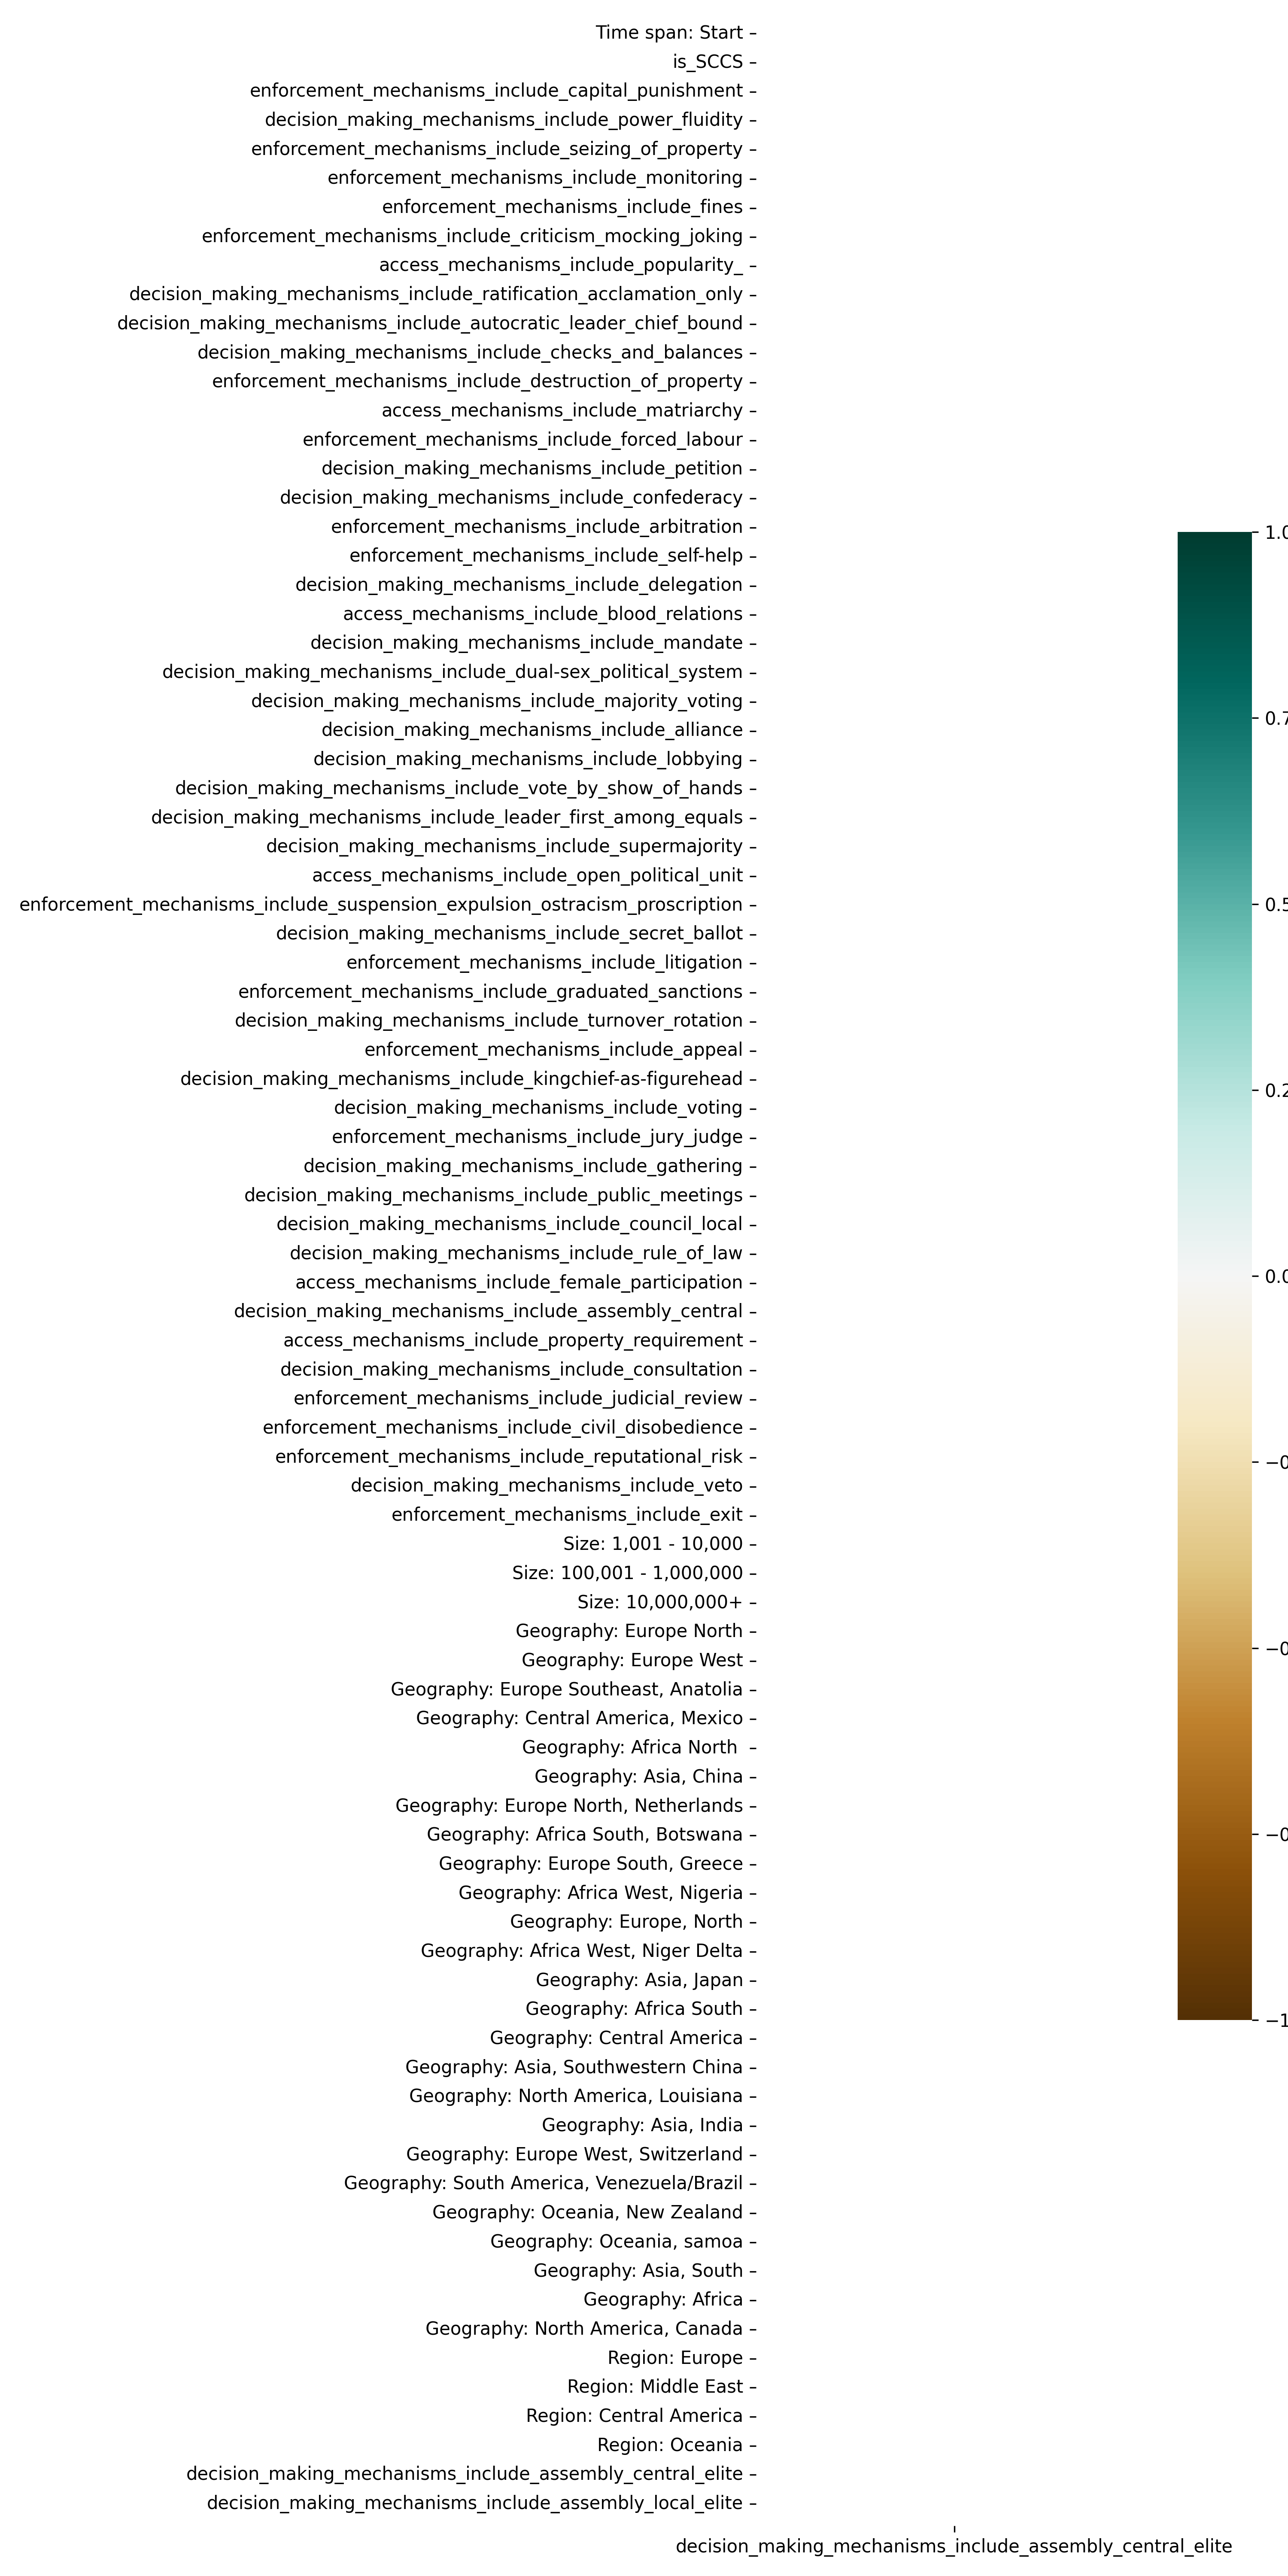 Time span: Start
is_SCCS
enforcement_mechanisms_include_capital_punishment
decision_making_mechanisms_include_power_fluidity
enforcement_mechanisms_include_seizing_of_property
enforcement_mechanisms_include_monitoring
enforcement_mechanisms_include_fines
enforcement_mechanisms_include_criticism_mocking_joking
access_mechanisms_include_popularity_
decision_making_mechanisms_include_ratification_acclamation_only
decision_making_mechanisms_include_autocratic_leader_chief_bound
decision_making_mechanisms_include_checks_and_balances
enforcement_mechanisms_include_destruction_of_property
access_mechanisms_include_matriarchy
enforcement_mechanisms_include_forced_labour
decision_making_mechanisms_include_petition
decision_making_mechanisms_include_confederacy
enforcement_mechanisms_include_arbitration
enforcement_mechanisms_include_self-help
decision_making_mechanisms_include_delegation
access_mechanisms_include_blood_relations
decision_making_mechanisms_include_mandate
decision_making_mechanisms_include_dual-sex_political_system
decision_making_mechanisms_include_majority_voting
decision_making_mechanisms_include_alliance
decision_making_mechanisms_include_lobbying
decision_making_mechanisms_include_vote_by_show_of_hands
decision_making_mechanisms_include_leader_first_among_equals
decision_making_mechanisms_include_supermajority
access_mechanisms_include_open_political_unit
enforcement_mechanisms_include_suspension_expulsion_ostracism_proscription
decision_making_mechanisms_include_secret_ballot
enforcement_mechanisms_include_litigation
enforcement_mechanisms_include_graduated_sanctions
decision_making_mechanisms_include_turnover_rotation
enforcement_mechanisms_include_appeal
decision_making_mechanisms_include_kingchief-as-figurehead
decision_making_mechanisms_include_voting
enforcement_mechanisms_include_jury_judge
decision_making_mechanisms_include_gathering
decision_making_mechanisms_include_public_meetings
decision_making_mechanisms_include_council_local
decision_making_mechanisms_include_rule_of_law
access_mechanisms_include_female_participation
decision_making_mechanisms_include_assembly_central
access_mechanisms_include_property_requirement
decision_making_mechanisms_include_consultation
enforcement_mechanisms_include_judicial_review
enforcement_mechanisms_include_civil_disobedience
enforcement_mechanisms_include_reputational_risk
decision_making_mechanisms_include_veto
enforcement_mechanisms_include_exit
Size: 1,001 - 10,000
Size: 100,001 - 1,000,000
Size: 10,000,000+
Geography: Europe North
Geography: Europe West
Geography: Europe Southeast, Anatolia
Geography: Central America, Mexico
Geography: Africa North
Geography: Asia, China
Geography: Europe North, Netherlands
Geography: Africa South, Botswana
Geography: Europe South, Greece
Geography: Africa West, Nigeria
Geography: Europe, North
Geography: Africa West, Niger Delta
Geography: Asia, Japan
Geography: Africa South
Geography: Central America
Geography: Asia, Southwestern China
Geography: North America, Louisiana
Geography: Asia, India
Geography: Europe West, Switzerland
Geography: South America, Venezuela/Brazil
Geography: Oceania, New Zealand
Geography: Oceania, samoa
Geography: Asia, South
Geography: Africa
Geography: North America, Canada
Region: Europe
Region: Middle East
Region: Central America
Region: Oceania
decision_making_mechanisms_include_assembly_central_elite
decision_making_mechanisms_include_assembly_local_elite
decision_making_mechanisms_include_assembly_central_elite
1.0
0.7
0.5
0.2
0.0
−0
−0
−0
−1